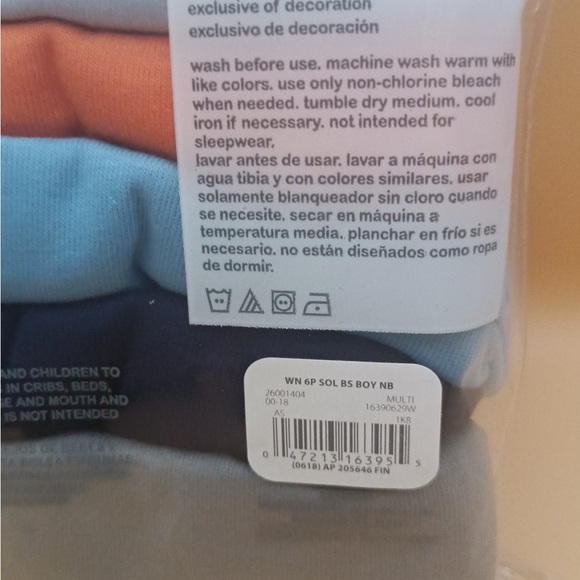 exclusive of decoration
exclusivo de decoración
wash before use. machine wash warm with
like colors. use only non-chlorine bleach
when needed. tumble dry medium. cool
iron if necessary. not intended for
sleepwear.
lavar antes de usar. lavar a máquina con
agua tibia y con colores similares. usar
solamente blanqueador sin cloro cuando
se necesite. secar en máquina a
temperatura media. planchar en frío si es
necesario. no están diseñados como ropa
de dormir.
AND CHILDREN TO
IN CRIBS, BEDS,
SE AND MOUTH AND
IS NOT INTENDED
WN 6P SOL BS BOY NB
26001404 MULTI
00-18 16390629W
AS 1KR
0 47213 16395 5
(0618) AP 205646 FIN